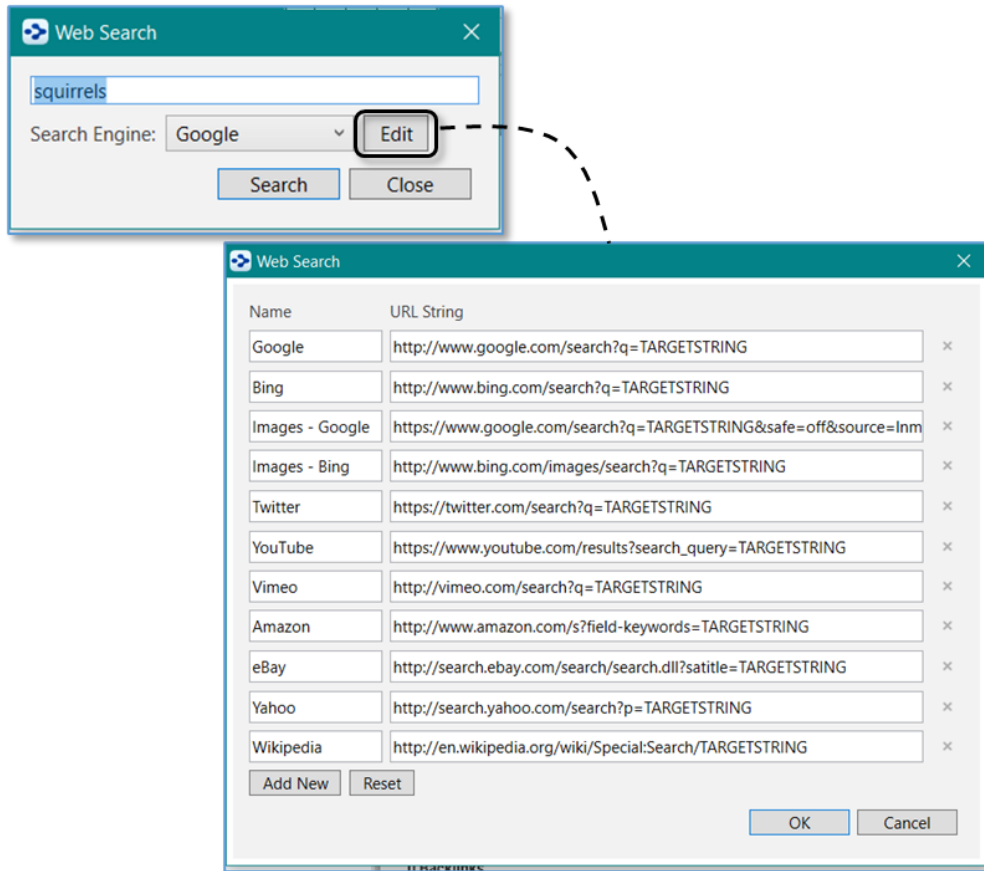 Web Search
squirrels
Search Engine: Google Edit
Search Close
Web Search
Name URL String
Google http://www.google.com/search?q=TARGETSTRING
Bing http://www.bing.com/search?q=TARGETSTRING
Images - Google https://www.google.com/search?q=TARGETSTRING&safe=off&source=lnm
Images - Bing http://www.bing.com/images/search?q=TARGETSTRING
Twitter https://twitter.com/search?q=TARGETSTRING
YouTube https://www.youtube.com/results?search_query=TARGETSTRING
Vimeo http://vimeo.com/search?q=TARGETSTRING
Amazon http://www.amazon.com/s?field-keywords=TARGETSTRING
eBay http://search.ebay.com/search/search.dll?satitle=TARGETSTRING
Yahoo http://search.yahoo.com/search?p=TARGETSTRING
Wikipedia http://en.wikipedia.org/wiki/Special:Search/TARGETSTRING
Add New Reset
OK Cancel
0 Backlinks